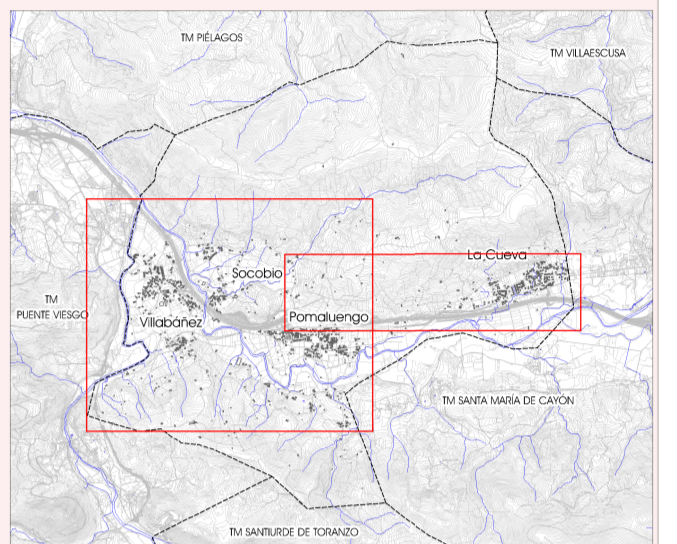 TM PIÉLAGOS
TM VILLAESCUSA
La Cueva
Socobio
TM
PUENTE VIESGO
Villabáñez
Pomaluengo
TM SANTA MARÍA DE CAYÓN
TM SANTIURDE DE TORANZO